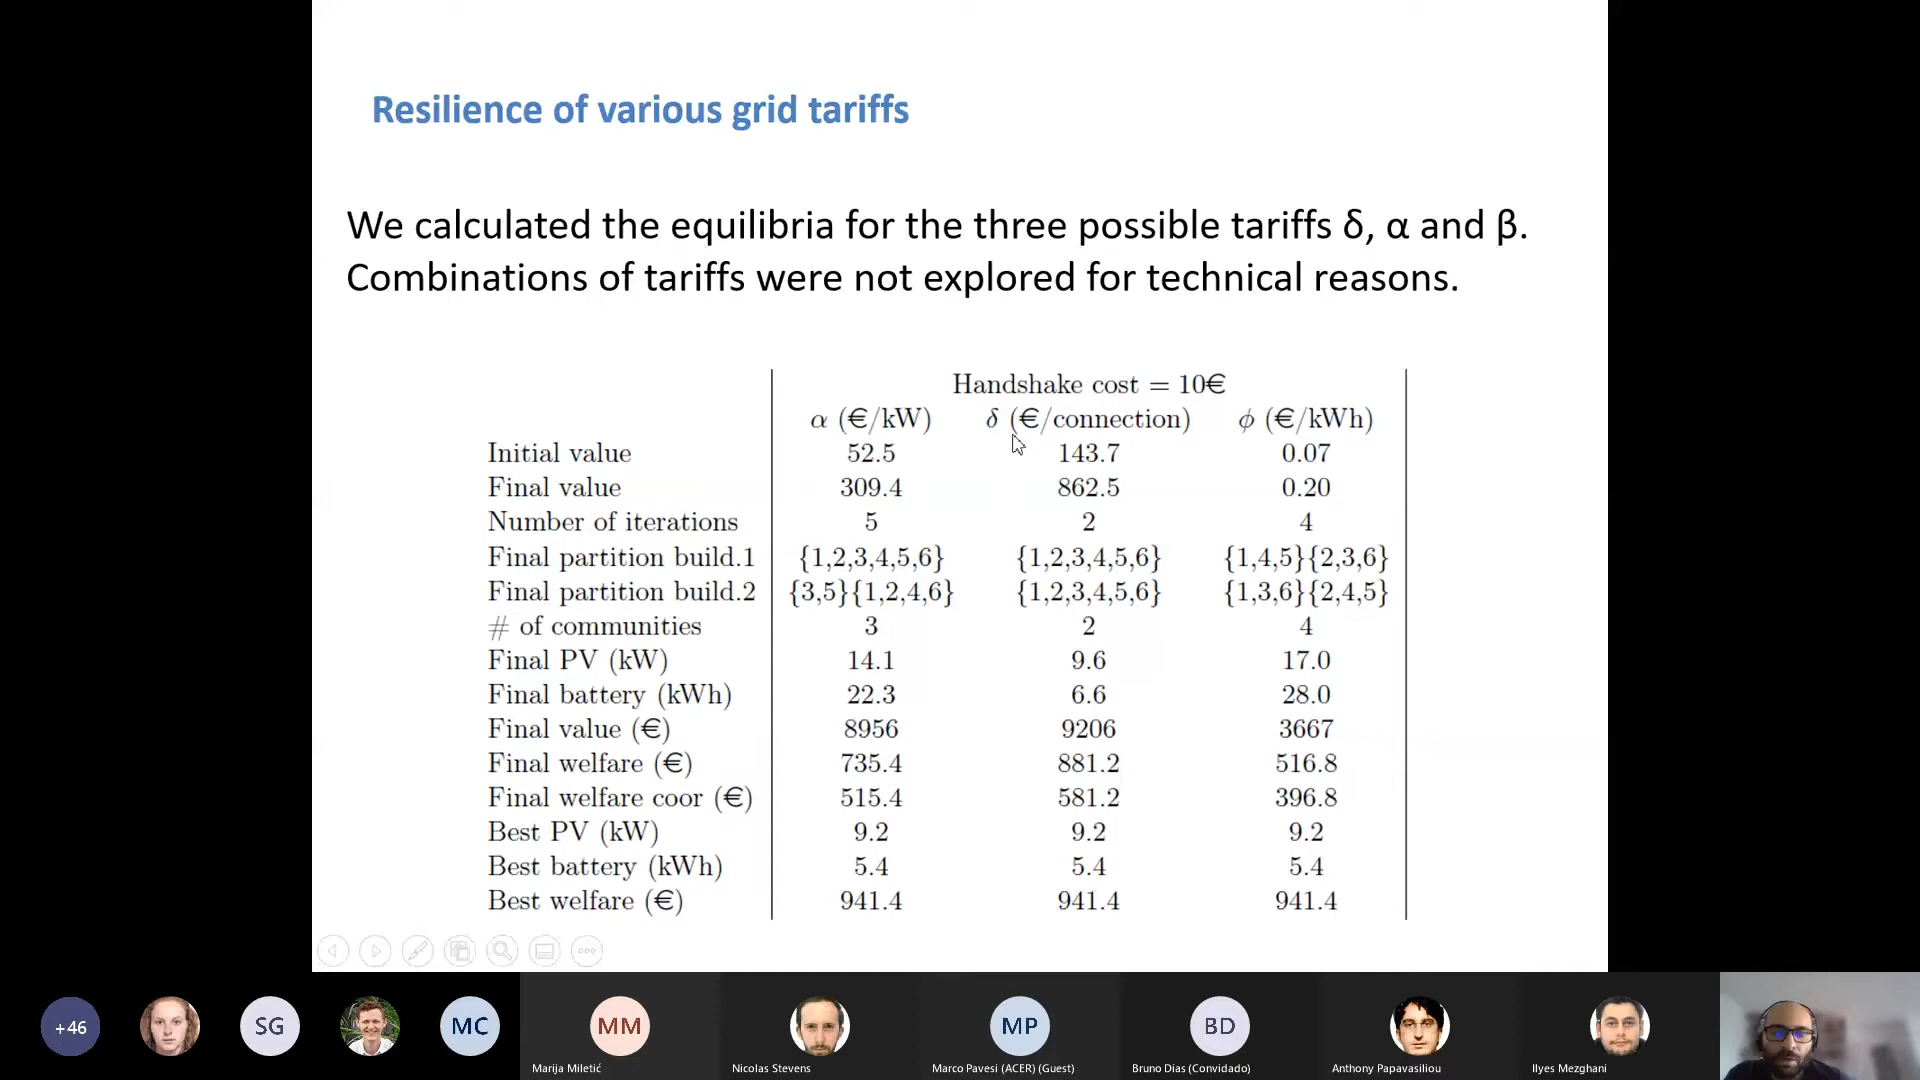 Resilience of various grid tariffs
We calculated the equilibria for the three possible tariffs δ, α and β.
Combinations of tariffs were not explored for technical reasons.
Handshake cost = 10€
α (€/kW) δ (€/connection) ϕ (€/kWh)
Initial value 52.5 143.7 0.07
Final value 309.4 862.5 0.20
Number of iterations 5 2 4
Final partition build.1 {1,2,3,4,5,6} {1,2,3,4,5,6} {1,4,5}{2,3,6}
Final partition build.2 {3,5}{1,2,4,6} {1,2,3,4,5,6} {1,3,6}{2,4,5}
# of communities 3 2 4
Final PV (kW) 14.1 9.6 17.0
Final battery (kWh) 22.3 6.6 28.0
Final value (€) 8956 9206 3667
Final welfare (€) 735.4 881.2 516.8
Final welfare coor (€) 515.4 581.2 396.8
Best PV (kW) 9.2 9.2 9.2
Best battery (kWh) 5.4 5.4 5.4
Best welfare (€) 941.4 941.4 941.4
+46 SG MC MM MP BD
Marija Miletić Nicolas Stevens Marco Pavesi (ACER) (Guest) Bruno Dias (Convidado) Anthony Papavasiliou Ilyes Mezghani